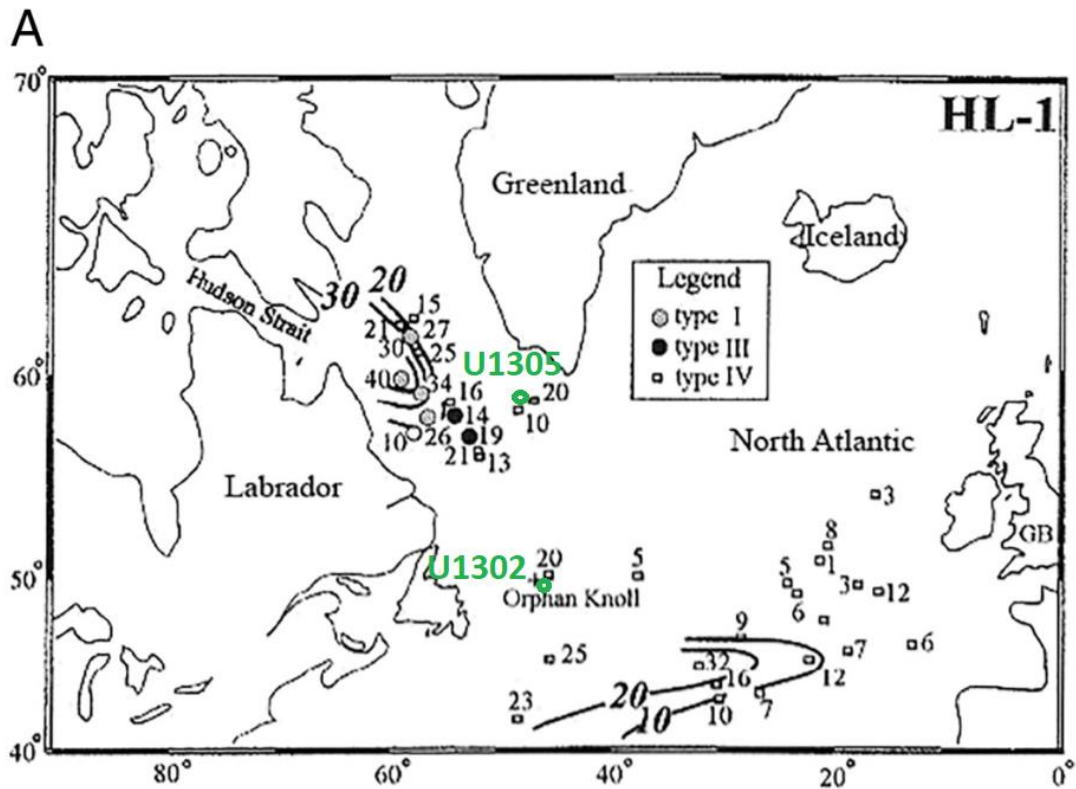 A
70°
HL-1
Greenland
Iceland
Legend
type I
type III
type IV
Hudson Strait
30 20
15
21 27
30 25
U1305
60°
40 34
16 20
14 10
10 26 19
21 13
North Atlantic
Labrador
3
8
GB
U1302 20 5
50°
5 1
3 12
Orphan Knoll
6
9
25 7 6
32
16 12
20
23 10 7
10
40°
80° 60° 40° 20° 0°